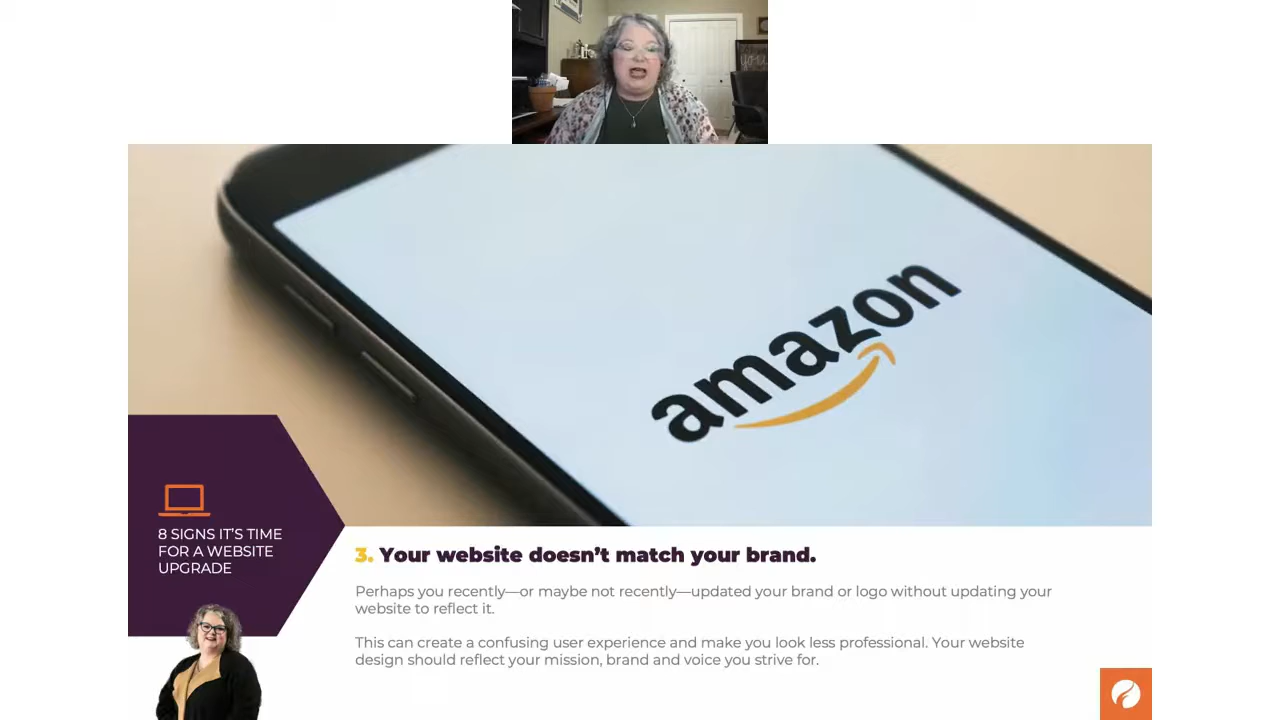 amazon
8 SIGNS IT’S TIME
FOR A WEBSITE
UPGRADE
3. Your website doesn’t match your brand.
Perhaps you recently—or maybe not recently—updated your brand or logo without updating your
website to reflect it.
This can create a confusing user experience and make you look less professional. Your website
design should reflect your mission, brand and voice you strive for.